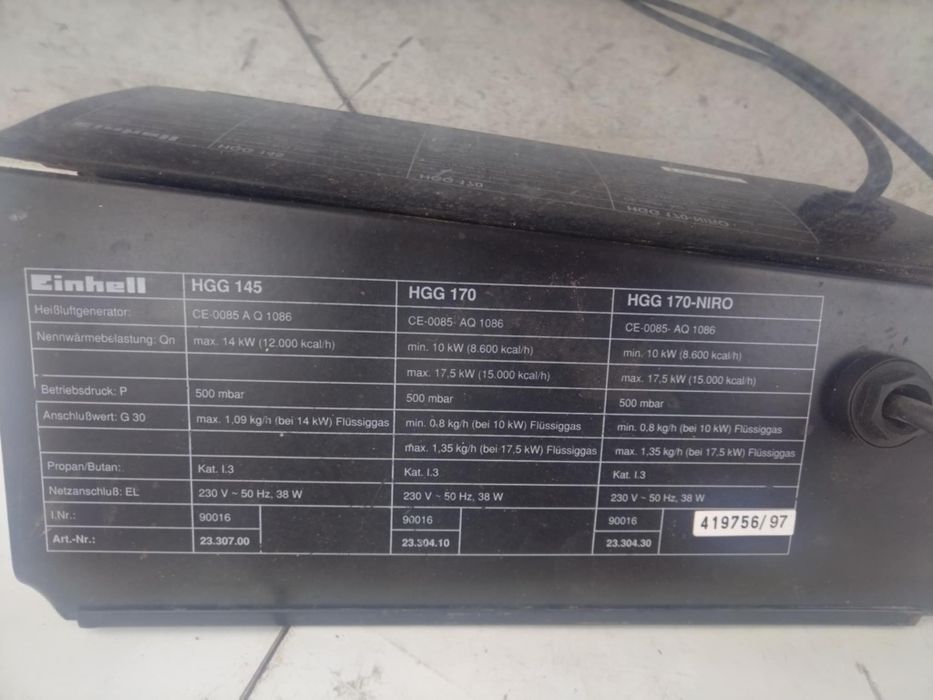 Einhell HGG 145 HGG 170 HGG 170-NIRO
Heißluftgenerator: CE-0085 A Q 1086 CE-0085- AQ 1086 CE-0085- AQ 1086
Nennwärmebelastung: Qn max. 14 kW (12.000 kcal/h) min. 10 kW (8.600 kcal/h) min. 10 kW (8.600 kcal/h)
max. 17,5 kW (15.000 kcal/h) max. 17,5 kW (15.000 kcal/h)
Betriebsdruck: P 500 mbar 500 mbar 500 mbar
Anschlußwert: G 30 max. 1,09 kg/h (bei 14 kW) Flüssiggas min. 0,8 kg/h (bei 10 kW) Flüssiggas min. 0,8 kg/h (bei 10 kW) Flüssiggas
max. 1,35 kg/h (bei 17,5 kW) Flüssiggas max. 1,35 kg/h (bei 17,5 kW) Flüssiggas
Propan/Butan: Kat. I.3 Kat. I.3 Kat. I.3
Netzanschluß: EL 230 V ~ 50 Hz, 38 W 230 V ~ 50 Hz, 38 W 230 V ~ 50 Hz, 38 W
I.Nr.: 90016 90016 90016 419756/97
Art.-Nr.: 23.307.00 23.304.10 23.304.30